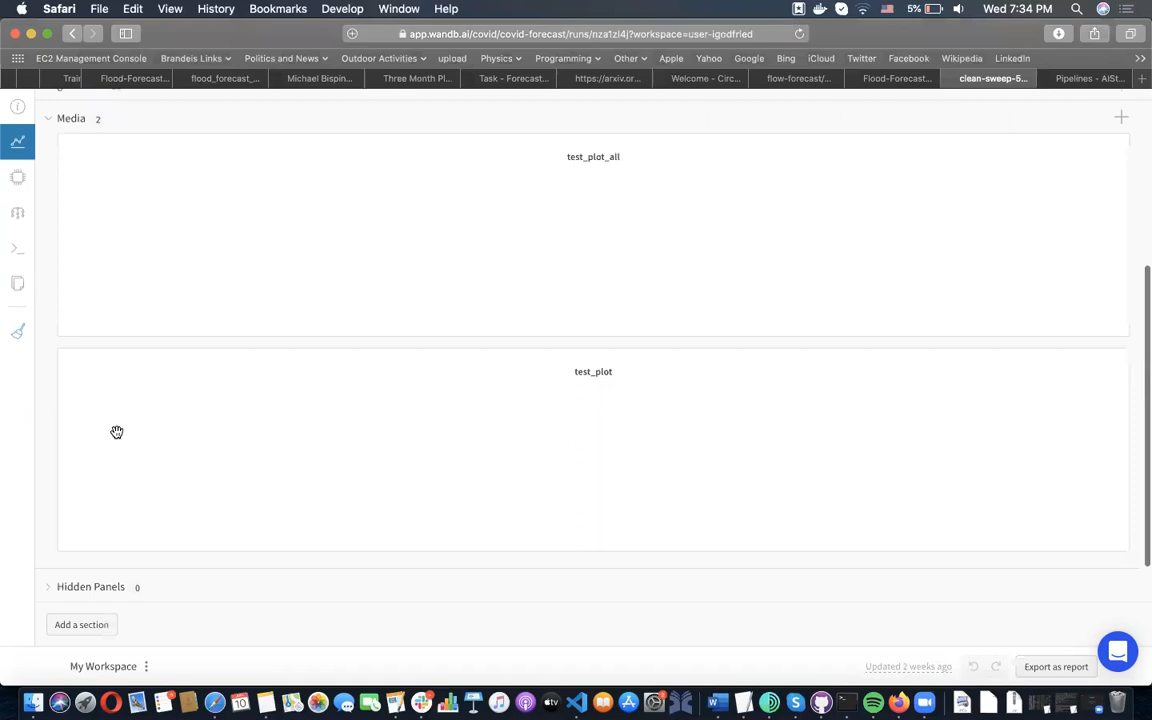 Safari File Edit View History Bookmarks Develop Window Help 5% Wed 7:34 PM
app.wandb.ai/covid/covid-forecast/runs/nza1zl4j?workspace=user-igodfried
EC2 Management Console Brandeis Links Politics and News Outdoor Activities upload Physics Programming Other Apple Yahoo Google Bing iCloud Twitter Facebook Wikipedia LinkedIn
Train Flood-Forecast... flood_forecast_... Michael Bispin... Three Month Pl... Task - Forecast... https://arxiv.or... Welcome - Circ... flow-forecast/... Flood-Forecast... clean-sweep-5... Pipelines - AISt...
Media 2
test_plot_all
test_plot
Hidden Panels 0
Add a section
My Workspace
Updated 2 weeks ago
Export as report